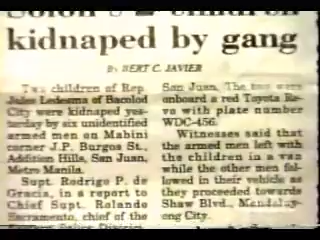 kidnaped by gang
By BERT C. JAVIER
Two children of Rep.
Jules Ledesma of Bacolod
City were kidnaped yes-
terday by six unidentified
armed men on Mabini
corner J.P. Burgos St.,
Addition Hills, San Juan,
Metro Manila.
Supt. Rodrigo P. de
Gracia, in a report to
Chief Supt. Rolando
Sacramento, chief of the
San Juan. The two were
onboard a red Toyota Re-
vo with plate number
WDC-456.
Witnesses said that
the armed men left with
the children in a van
while the other men fol-
lowed in their vehicle as
they proceeded towards
Shaw Blvd., Mandaluy-
ong City.